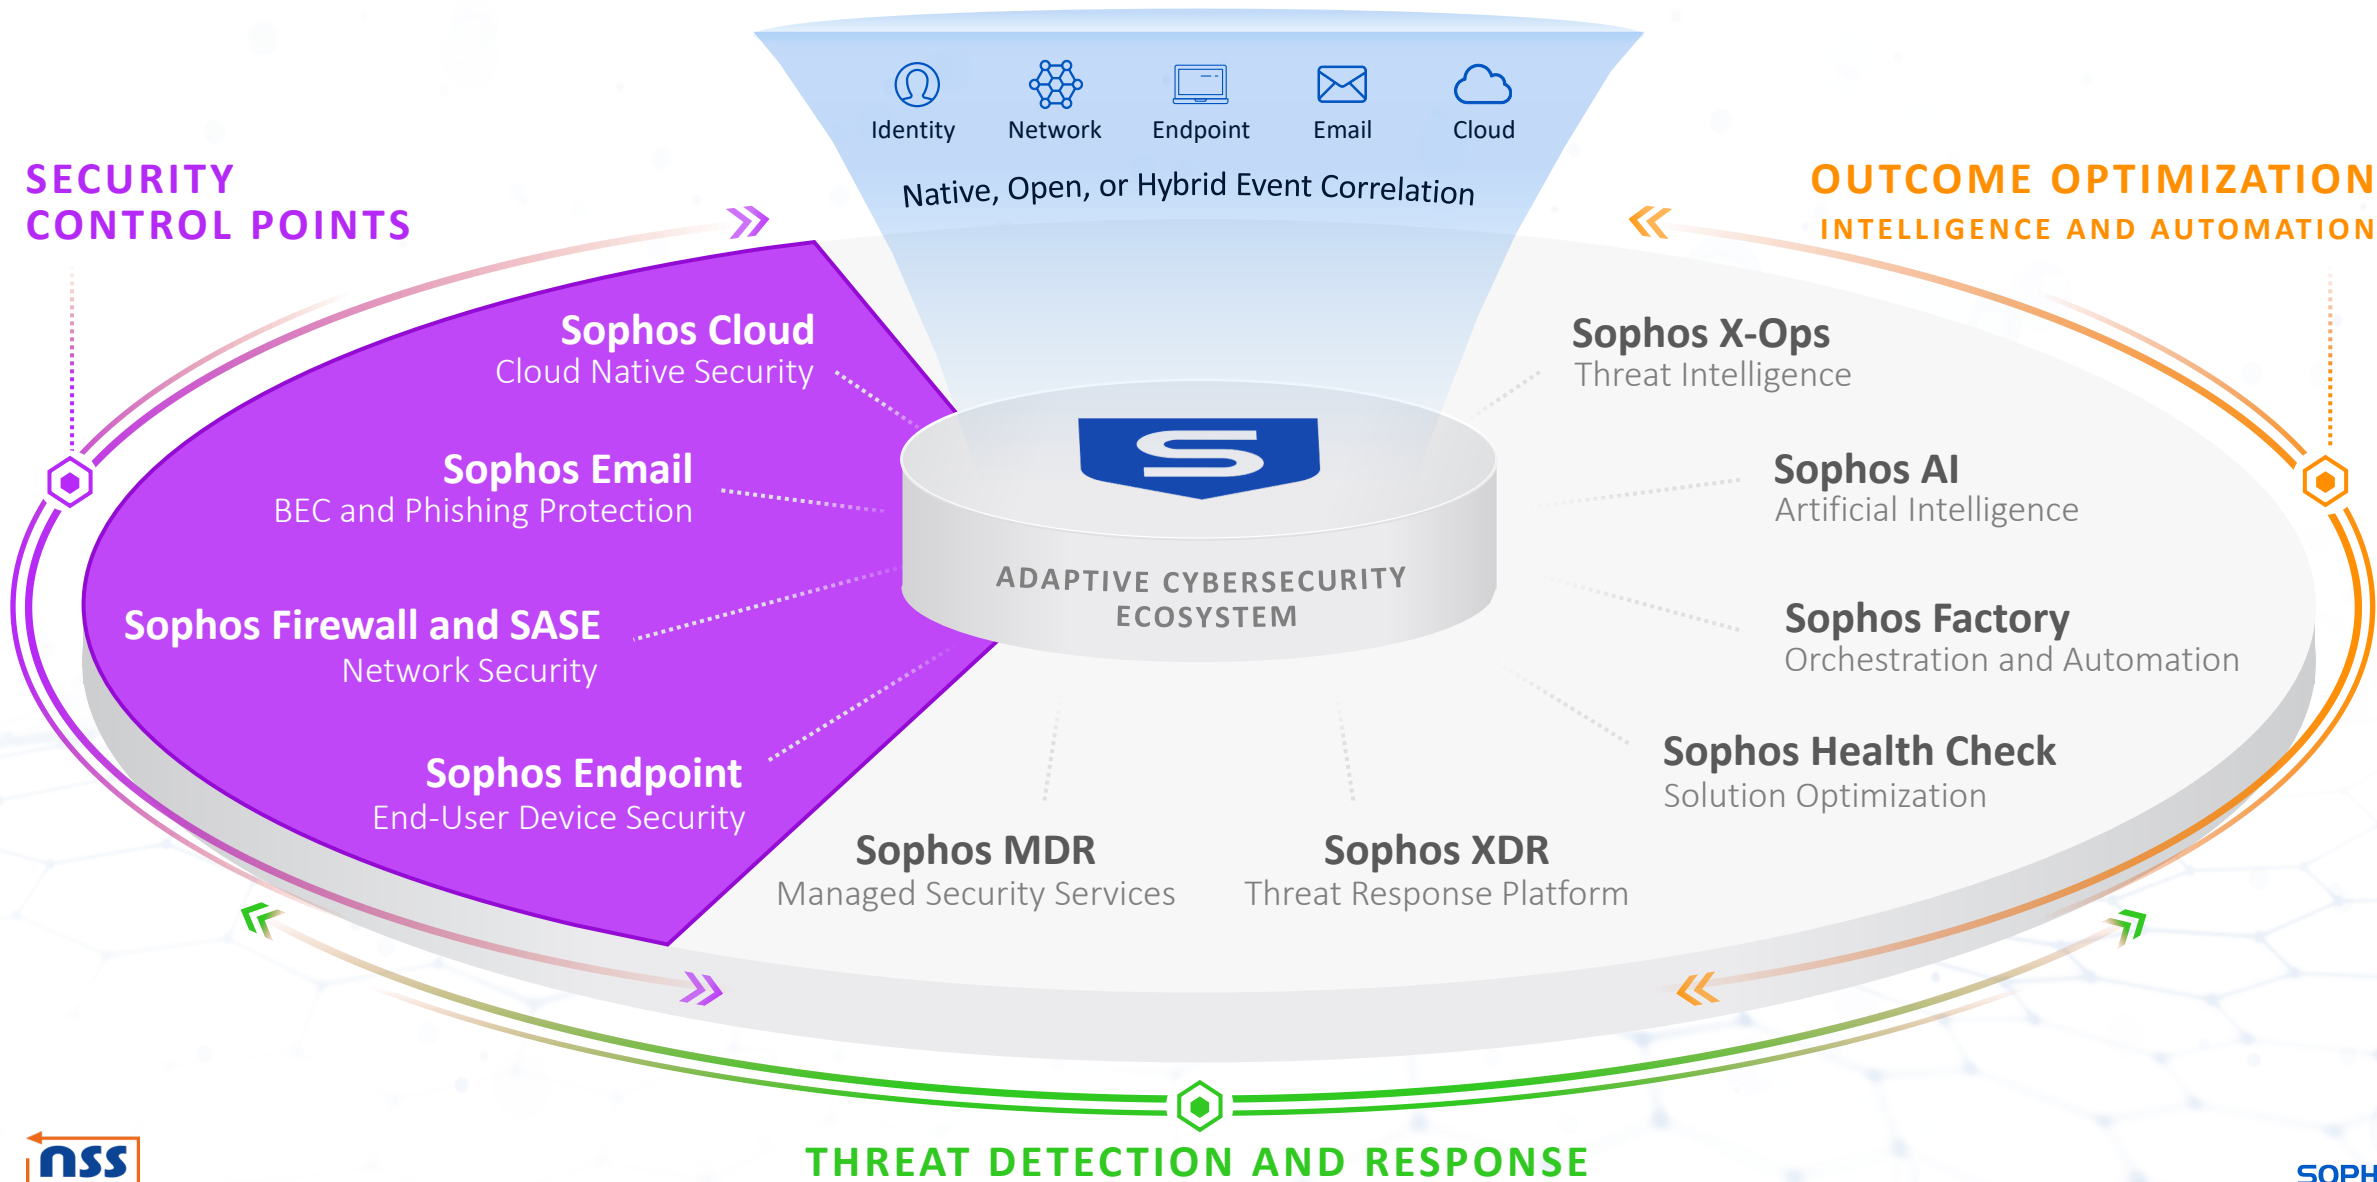 Identity
Network
Endpoint
Email
Cloud
Native, Open, or Hybrid Event Correlation
SECURITY
CONTROL POINTS
OUTCOME OPTIMIZATION
INTELLIGENCE AND AUTOMATION
Sophos Cloud
Cloud Native Security
Sophos Email
BEC and Phishing Protection
Sophos Firewall and SASE
Network Security
Sophos Endpoint
End-User Device Security
S
ADAPTIVE CYBERSECURITY
ECOSYSTEM
Sophos X-Ops
Threat Intelligence
Sophos AI
Artificial Intelligence
Sophos Factory
Orchestration and Automation
Sophos Health Check
Solution Optimization
Sophos MDR
Managed Security Services
Sophos XDR
Threat Response Platform
THREAT DETECTION AND RESPONSE
nss
SOPH